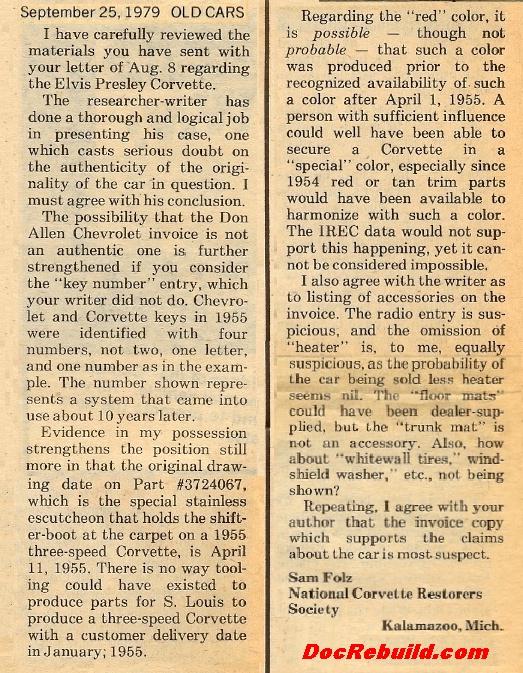 September 25, 1979 OLD CARS
I have carefully reviewed the
materials you have sent with
your letter of Aug. 8 regarding
the Elvis Presley Corvette.
The researcher-writer has
done a thorough and logical job
in presenting his case, one
which casts serious doubt on
the authenticity of the origi-
nality of the car in question. I
must agree with his conclusion.
The possibility that the Don
Allen Chevrolet invoice is not
an authentic one is further
strengthened if you consider
the "key number" entry, which
your writer did not do. Chevro-
let and Corvette keys in 1955
were identified with four
numbers, not two, one letter,
and one number as in the exam-
ple. The number shown repre-
sents a system that came into
use about 10 years later.
Evidence in my possession
strengthens the position still
more in that the original draw-
ing date on Part #3724067,
which is the special stainless
escutcheon that holds the shift-
er-boot at the carpet on a 1955
three-speed Corvette, is April
11, 1955. There is no way tool-
ing could have existed to
produce parts for S. Louis to
produce a three-speed Corvette
with a customer delivery date
in January, 1955.
Regarding the "red" color, it
is possible — though not
probable — that such a color
was produced prior to the
recognized availability of such
a color after April 1, 1955. A
person with sufficient influence
could well have been able to
secure a Corvette in a
"special" color, especially since
1954 red or tan trim parts
would have been available to
harmonize with such a color.
The IREC data would not sup-
port this happening, yet it can-
not be considered impossible.
I also agree with the writer as
to listing of accessories on the
invoice. The radio entry is sus-
picious, and the omission of
"heater" is, to me, equally
suspicious, as the probability of
the car being sold less heater
seems nil. The "floor mats"
could have been dealer-sup-
plied, but the "trunk mat" is
not an accessory. Also, how
about "whitewall tires," wind-
shield washer," etc., not being
shown?
Repeating, I agree with your
author that the invoice copy
which supports the claims
about the car is most suspect.
Sam Folz
National Corvette Restorers
Society
Kalamazoo, Mich.
DocRebuild.com